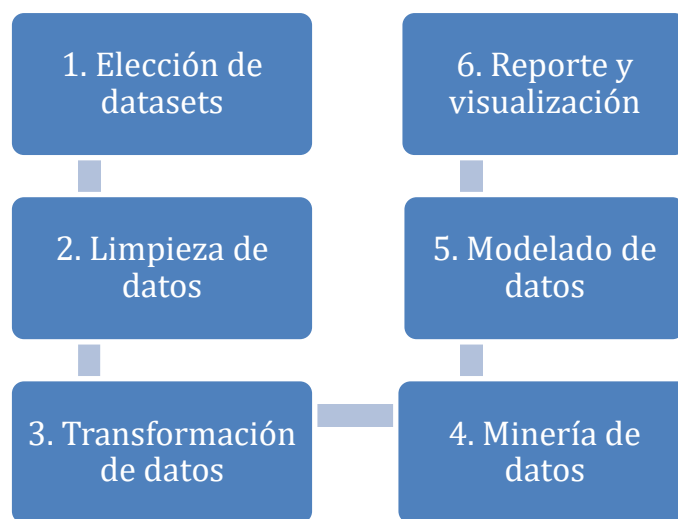 1. Elección de
datasets
2. Limpieza de
datos
3. Transformación
de datos
4. Minería de
datos
5. Modelado de
datos
6. Reporte y
visualización